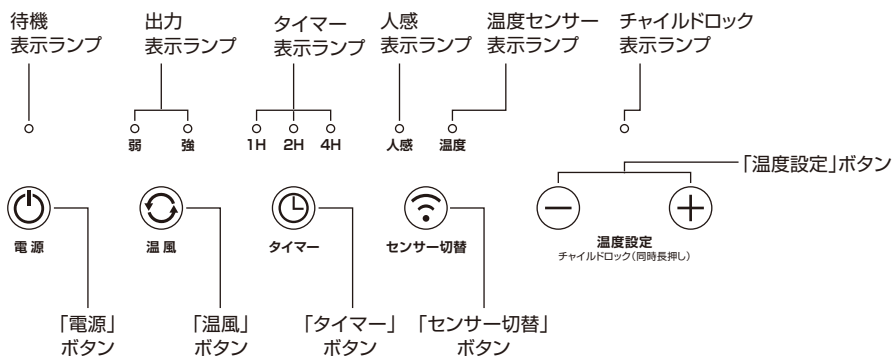 待機
表示ランプ
出力
表示ランプ
タイマー
表示ランプ
人感
表示ランプ
温度センサー
表示ランプ
チャイルドロック
表示ランプ
弱
強
1H
2H
4H
人感
温度
「温度設定」ボタン
電源
温風
タイマー
センサー切替
温度設定
チャイルドロック(同時長押し)
「電源」
ボタン
「温風」
ボタン
「タイマー」
ボタン
「センサー切替」
ボタン